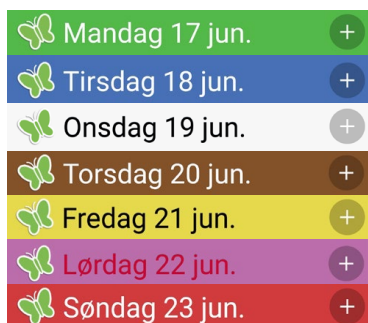 Mandag 17 jun.
Tirsdag 18 jun.
Onsdag 19 jun.
Torsdag 20 jun.
Fredag 21 jun.
Lørdag 22 jun.
Søndag 23 jun.